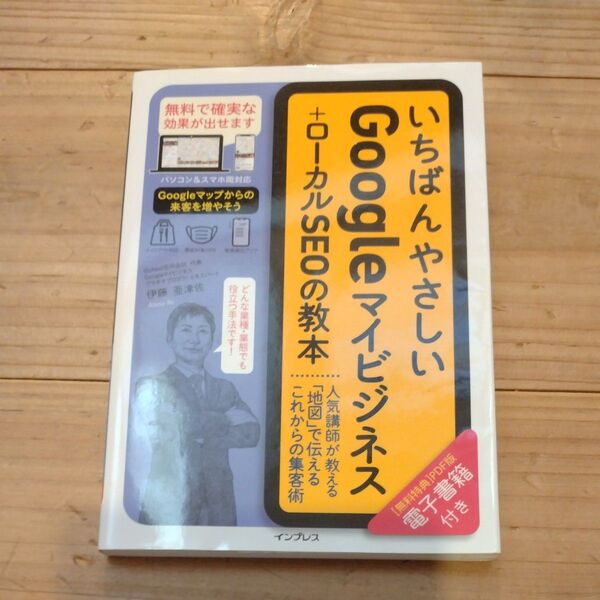 いちばんやさしい
Googleマイビジネス
+ローカルSEOの教本
人気講師が教える
「地図」で伝える
これからの集客術
無料で確実な
効果が出せます
パソコン&スマホ両対応
Googleマップからの
来客を増やそう
伊藤 亜津佐
どんな業種・業態でも
役立つ手法です!
【無料特典】PDF版
電子書籍
付き
インプレス